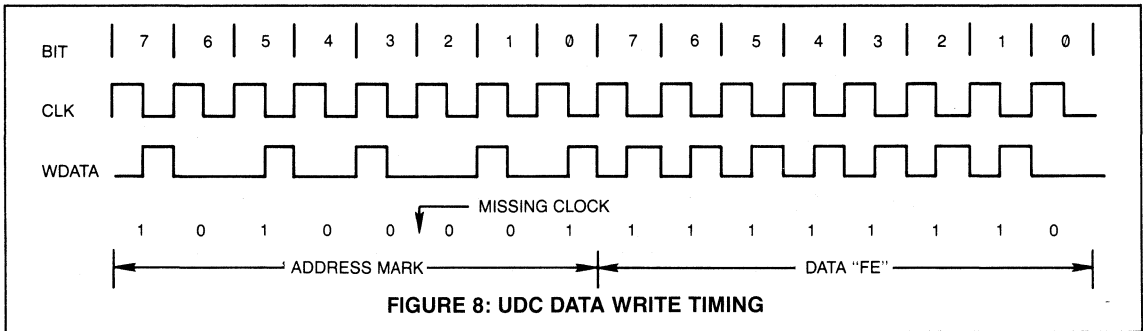 BIT 7 6 5 4 3 2 1 0 7 6 5 4 3 2 1 0
CLK
WDATA
MISSING CLOCK
1 0 1 0 0 0 0 1 1 1 1 1 1 1 1 0
ADDRESS MARK DATA "FE"
FIGURE 8: UDC DATA WRITE TIMING